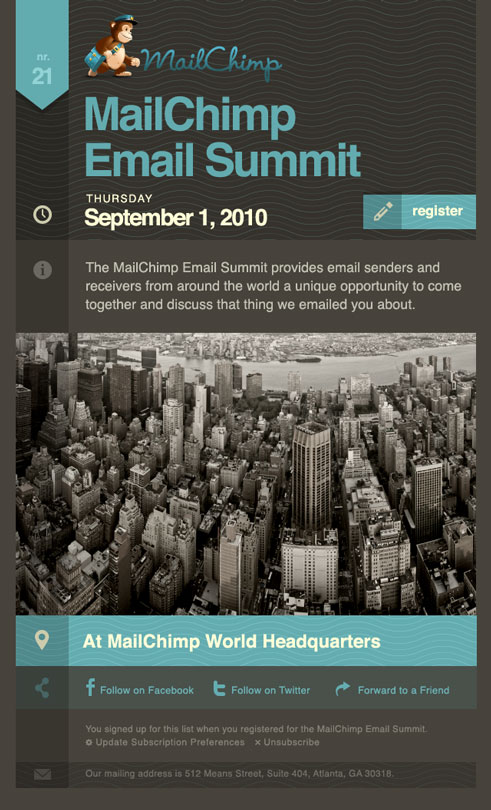 nr.
21
MailChimp
MailChimp
Email Summit
THURSDAY
September 1, 2010
register
The MailChimp Email Summit provides email senders and
receivers from around the world a unique opportunity to come
together and discuss that thing we emailed you about.
At MailChimp World Headquarters
Follow on Facebook
Follow on Twitter
Forward to a Friend
You signed up for this list when you registered for the MailChimp Email Summit.
Update Subscription Preferences
Unsubscribe
Our mailing address is 512 Means Street, Suite 404, Atlanta, GA 30318.